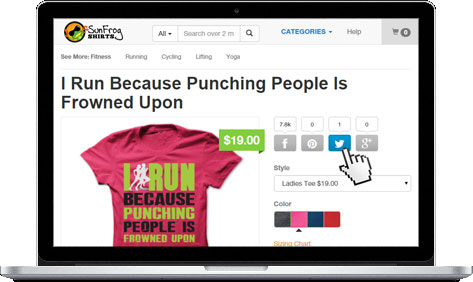 SunFrog
SHIRTS
All
Search over 2 m
CATEGORIES
Help
0
See More: Fitness
Running
Cycling
Lifting
Yoga
I Run Because Punching People Is
Frowned Upon
$19.00
I RUN
BECAUSE
PUNCHING
PEOPLE IS
FROWNED UPON
7.8k
0
1
0
f
g+
Style
Ladies Tee $19.00
Color
Sizing Chart